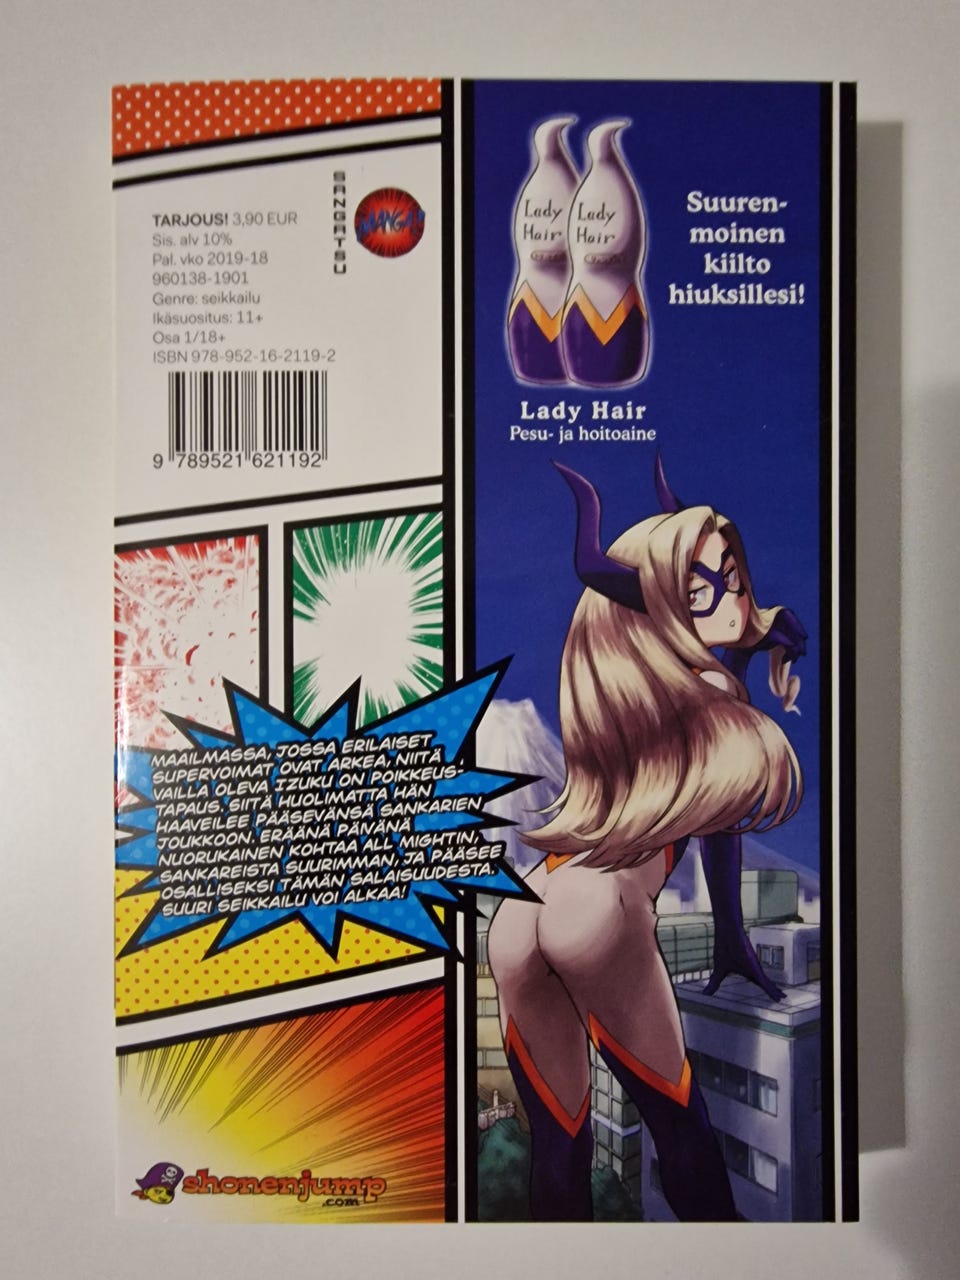 SANGATSU
MANGA!
TARJOUS! 3,90 EUR
Sis. alv 10%
Pal. vko 2019-18
960138-1901
Genre: seikkailu
Ikäsuositus: 11+
Osa 1/18+
ISBN 978-952-16-2119-2
9 789521 621192
MAAILMASSA, JOSSA ERILAISET
SUPERVOIMAT OVAT ARKEA, NIITÄ
VAILLA OLEVA IZUKU ON POIKKEUS-
TAPAUS. SIITÄ HUOLIMATTA HÄN
HAAVEILEE PÄÄSEVÄNSÄ SANKARIEN
JOUKKOON. ERÄÄNÄ PÄIVÄNÄ
NUORUKAINEN KOHTAA ALL MIGHTIN,
SANKAREISTA SUURIMMAN, JA PÄÄSEE
OSALLISEKSI TÄMÄN SALAISUUDESTA.
SUURI SEIKKAILU VOI ALKAA!
shonenjump
.com
Lady
Hair
Lady
Hair
Suuren-
moinen
kiilto
hiuksillesi!
Lady Hair
Pesu- ja hoitoaine